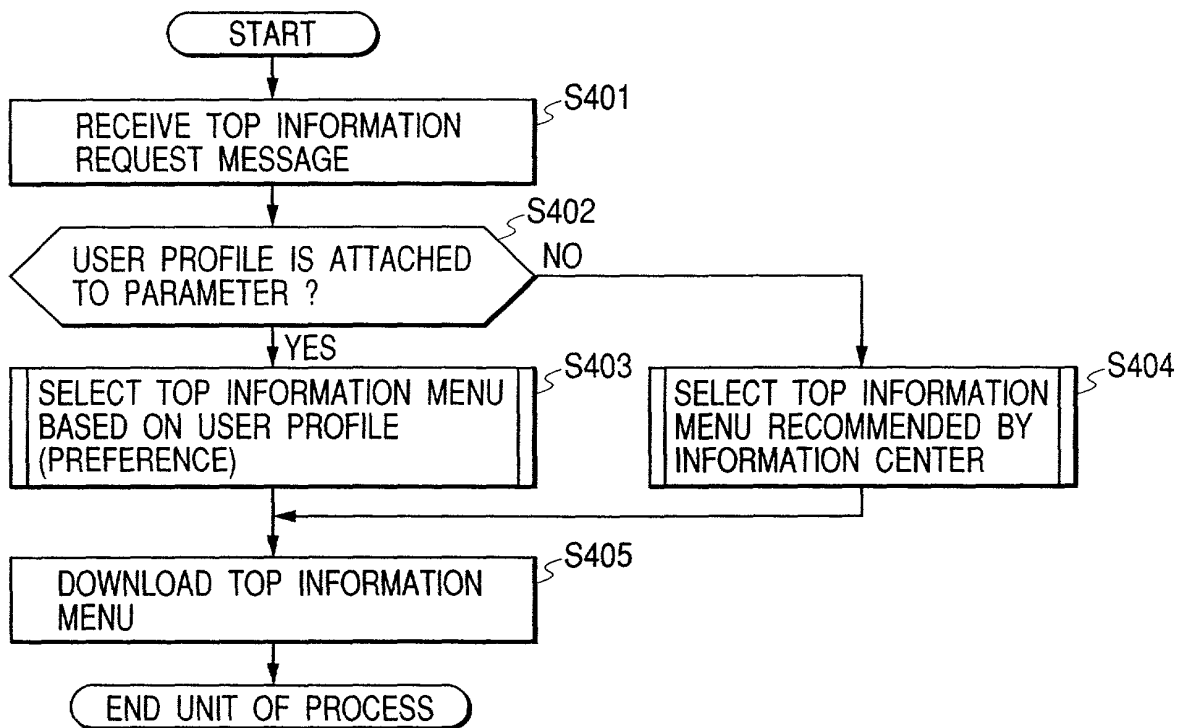 START
S401
RECEIVE TOP INFORMATION
REQUEST MESSAGE
S402
USER PROFILE IS ATTACHED
TO PARAMETER ?
NO
YES
S403
SELECT TOP INFORMATION MENU
BASED ON USER PROFILE
(PREFERENCE)
S404
SELECT TOP INFORMATION
MENU RECOMMENDED BY
INFORMATION CENTER
S405
DOWNLOAD TOP INFORMATION
MENU
END UNIT OF PROCESS